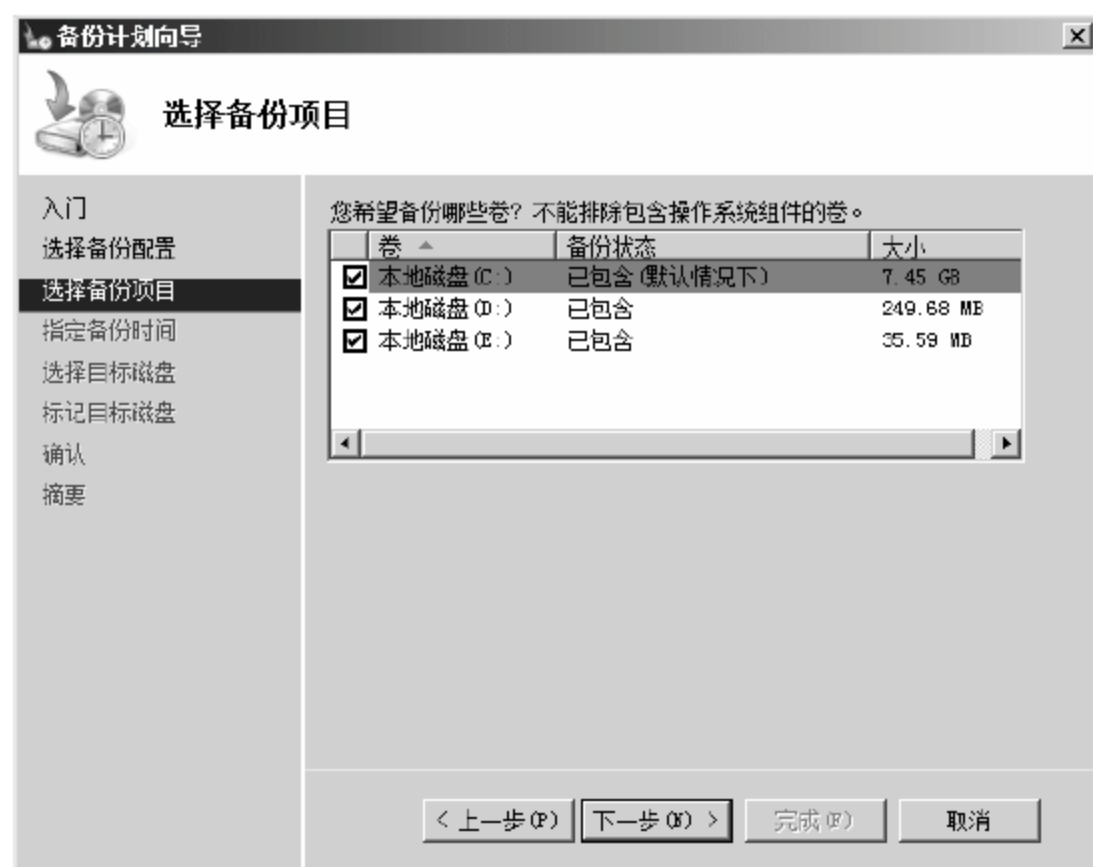 备份计划向导
选择备份项目
入门
选择备份配置
选择备份项目
指定备份时间
选择目标磁盘
标记目标磁盘
确认
摘要
您希望备份哪些卷? 不能排除包含操作系统组件的卷。
卷 备份状态 大小
本地磁盘(C:) 已包含(默认情况下) 7.45 GB
本地磁盘(D:) 已包含 249.68 MB
本地磁盘(E:) 已包含 35.59 MB
< 上一步(P) 下一步(N) > 完成(F) 取消